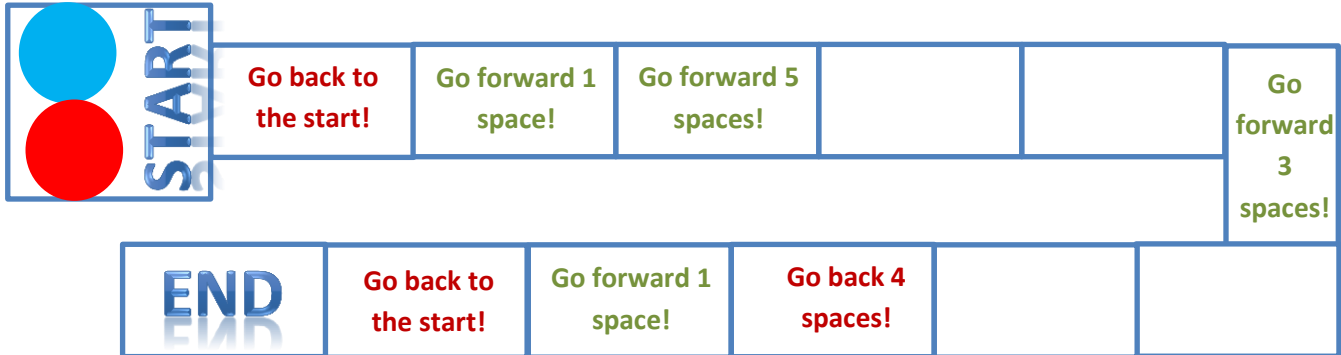 START
Go back to
the start!
Go forward 1
space!
Go forward 5
spaces!
Go
forward
3
spaces!
END
Go back to
the start!
Go forward 1
space!
Go back 4
spaces!